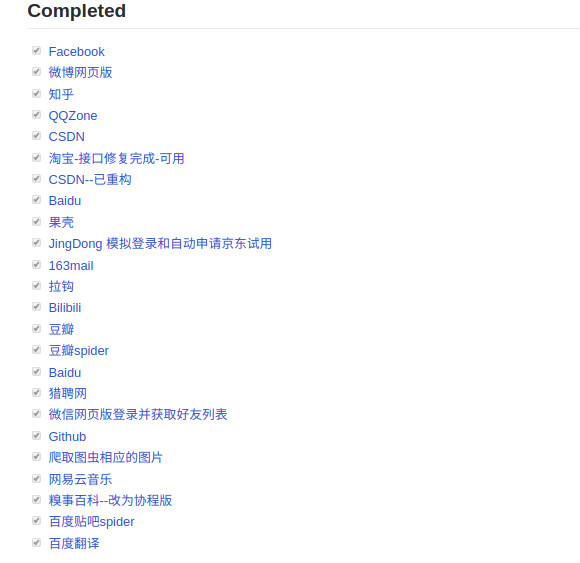 Completed
Facebook
微博网页版
知乎
QQZone
CSDN
淘宝-接口修复完成-可用
CSDN--已重构
Baidu
果壳
JingDong 模拟登录和自动申请京东试用
163mail
拉钩
Bilibili
豆瓣
豆瓣spider
Baidu
猎聘网
微信网页版登录并获取好友列表
Github
爬取图虫相应的图片
网易云音乐
糗事百科--改为协程版
百度贴吧spider
百度翻译